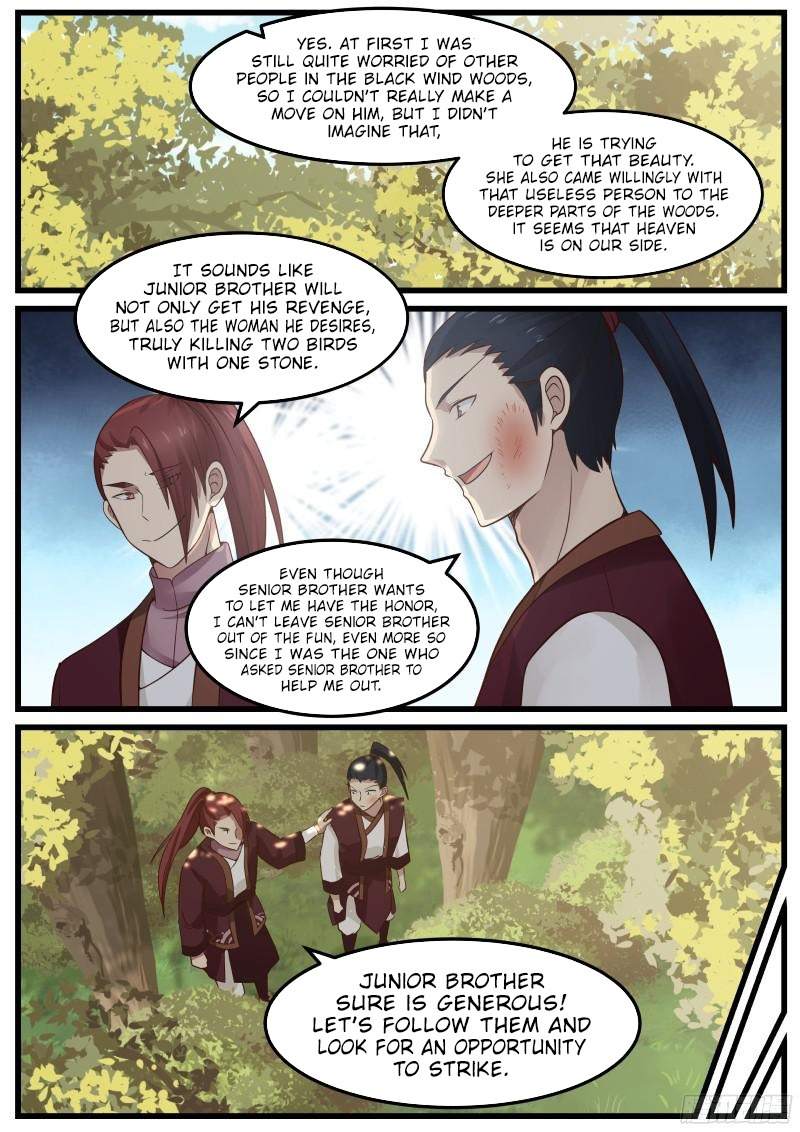 YES. AT FIRST I WAS
STILL QUITE WORRIED OF OTHER
PEOPLE IN THE BLACK WIND WOODS,
SO I COULDN'T REALLY MAKE A
MOVE ON HIM, BUT I DIDN'T
IMAGINE THAT,
HE IS TRYING
TO GET THAT BEAUTY.
SHE ALSO CAME WILLINGLY WITH
THAT USELESS PERSON TO THE
DEEPER PARTS OF THE WOODS.
IT SEEMS THAT HEAVEN
IS ON OUR SIDE.
IT SOUNDS LIKE
JUNIOR BROTHER WILL
NOT ONLY GET HIS REVENGE,
BUT ALSO THE WOMAN HE DESIRES,
TRULY KILLING TWO BIRDS
WITH ONE STONE.
EVEN THOUGH
SENIOR BROTHER WANTS
TO LET ME HAVE THE HONOR,
I CAN'T LEAVE SENIOR BROTHER
OUT OF THE FUN, EVEN MORE SO
SINCE I WAS THE ONE WHO
ASKED SENIOR BROTHER TO
HELP ME OUT.
JUNIOR BROTHER
SURE IS GENEROUS!
LET'S FOLLOW THEM AND
LOOK FOR AN OPPORTUNITY
TO STRIKE.